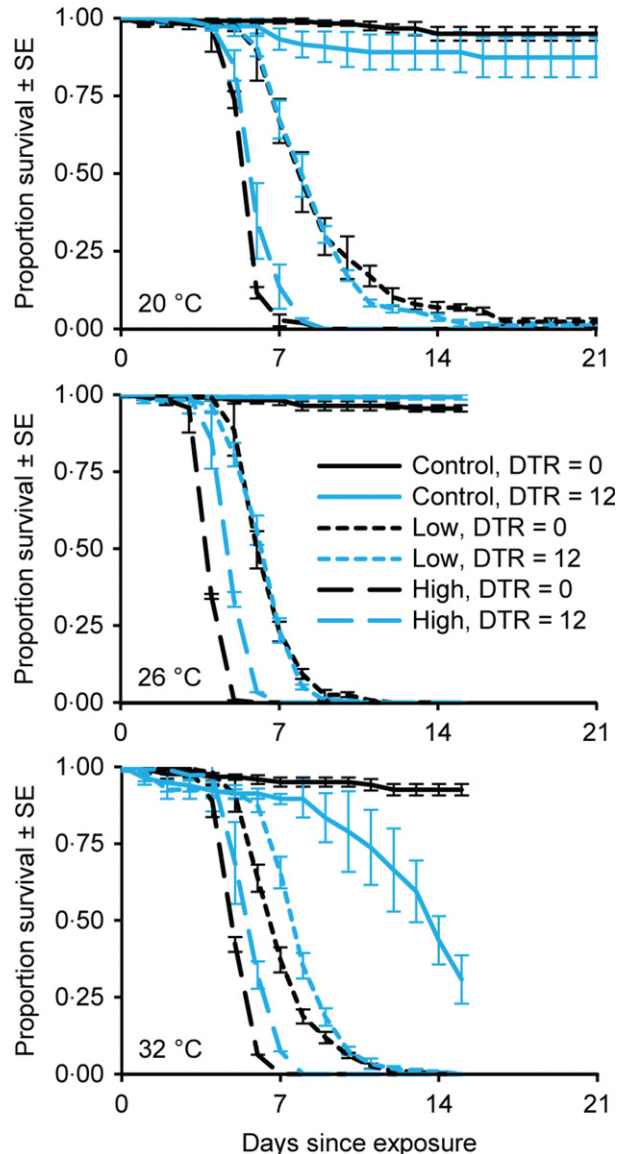 Proportion survival ± SE
1·00
0·75
0·50
0·25
0·00
20 °C
0
7
14
21
Proportion survival ± SE
1·00
0·75
0·50
0·25
0·00
26 °C
Control, DTR = 0
Control, DTR = 12
Low, DTR = 0
Low, DTR = 12
High, DTR = 0
High, DTR = 12
0
7
14
21
Proportion survival ± SE
1·00
0·75
0·50
0·25
0·00
32 °C
0
7
14
21
Days since exposure